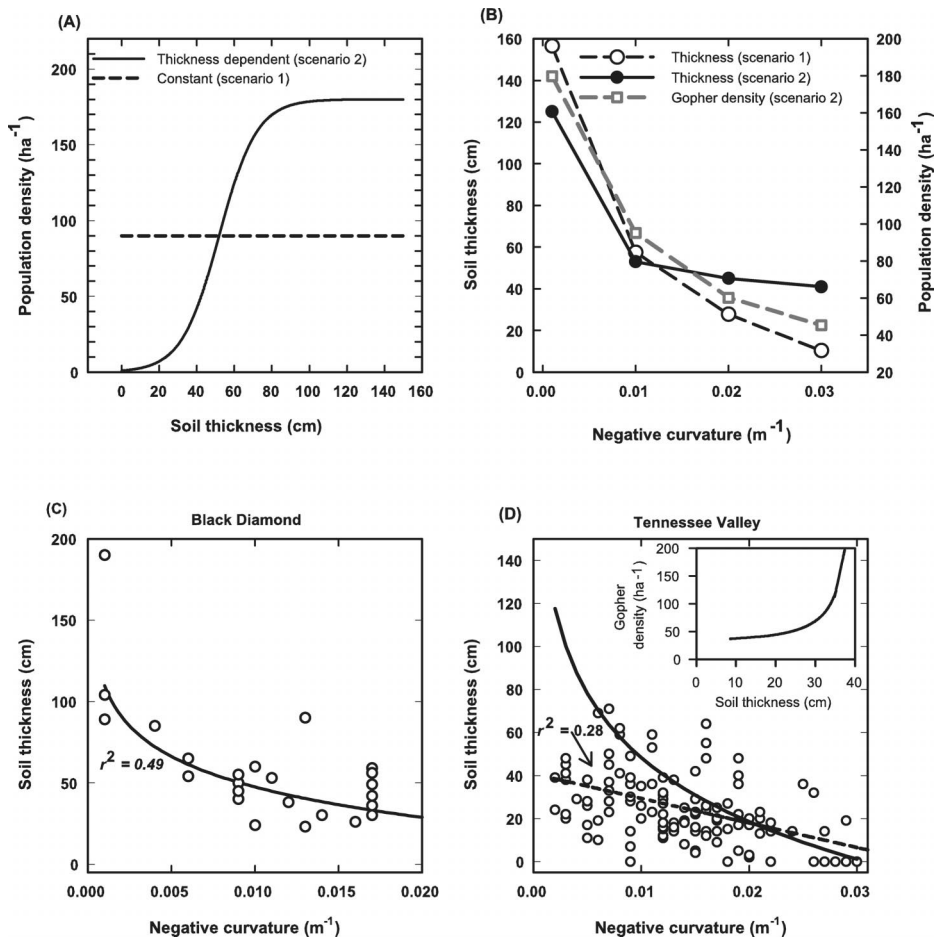 (A)
Thickness dependent (scenario 2)
Constant (scenario 1)
Population density (ha⁻¹)
200
150
100
50
0
0 20 40 60 80 100 120 140 160
Soil thickness (cm)
(B)
Thickness (scenario 1)
Thickness (scenario 2)
Gopher density (scenario 2)
Soil thickness (cm)
160
140
120
100
80
60
40
20
0
200
180
160
140
120
100
80
60
40
20
Population density (ha⁻¹)
0.00 0.01 0.02 0.03
Negative curvature (m⁻¹)
(C)
Black Diamond
Soil thickness (cm)
200
150
100
50
0
r² = 0.49
0.000 0.005 0.010 0.015 0.020
Negative curvature (m⁻¹)
(D)
Tennessee Valley
Soil thickness (cm)
140
120
100
80
60
40
20
0
r² = 0.28
Gopher
density (ha⁻¹)
200
150
100
50
0
0 10 20 30 40
Soil thickness (cm)
0.00 0.01 0.02 0.03
Negative curvature (m⁻¹)